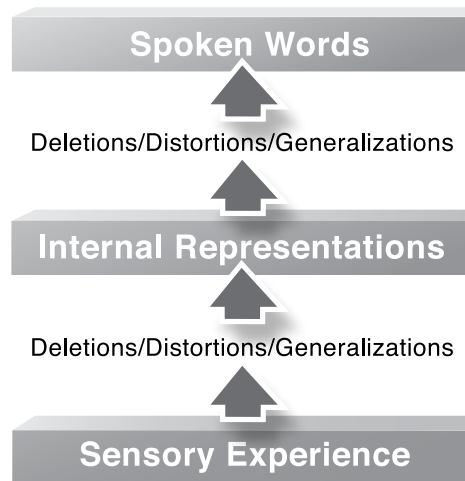 Spoken Words
Deletions/Distortions/Generalizations
Internal Representations
Deletions/Distortions/Generalizations
Sensory Experience